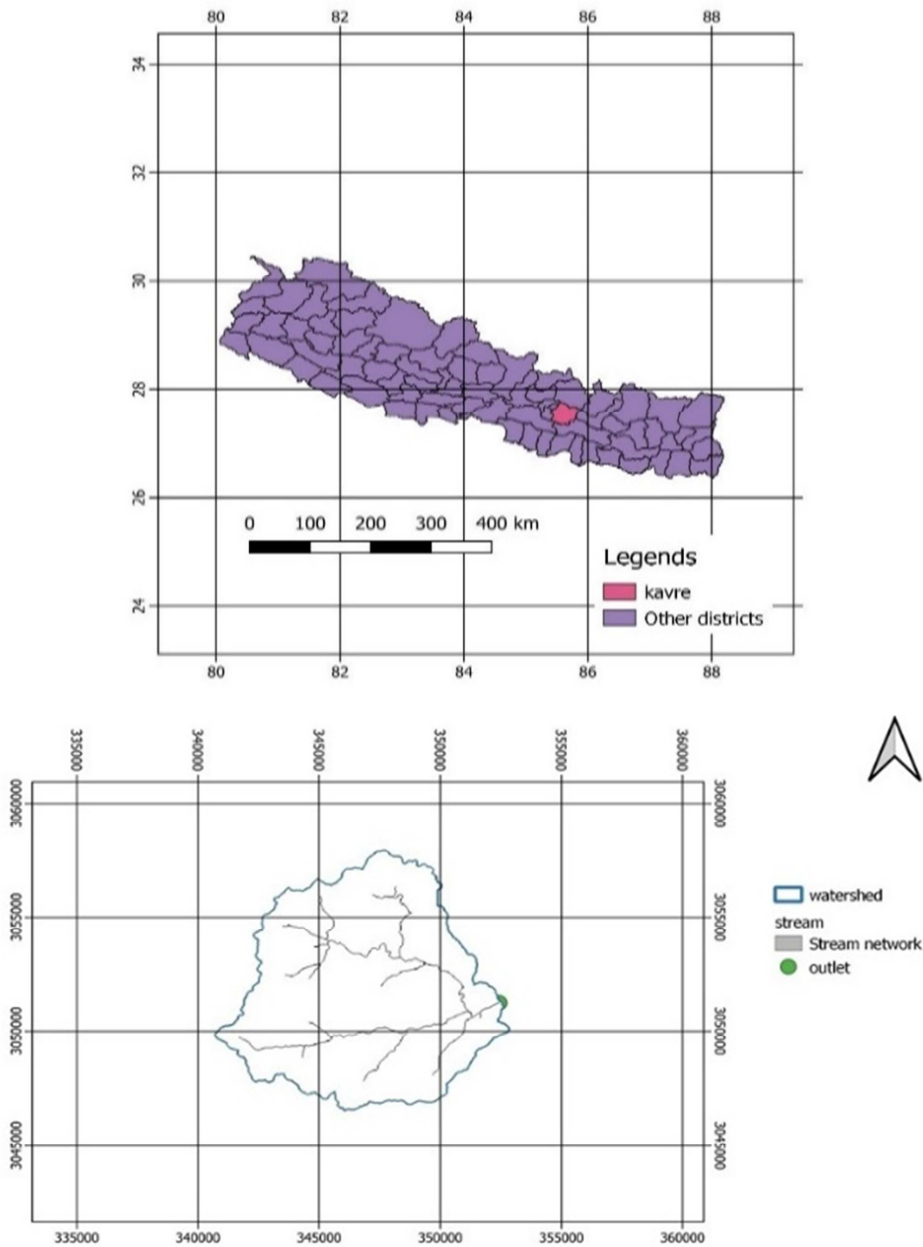 80 82 84 86 88
34
32
30
28
26
24
0 100 200 300 400 km
Legends
kavre
Other districts
80 82 84 86 88
335000 340000 345000 350000 355000 360000
3060000 3060000
3055000 3055000
3050000 3050000
3045000 3045000
watershed
stream
Stream network
outlet
335000 340000 345000 350000 355000 360000